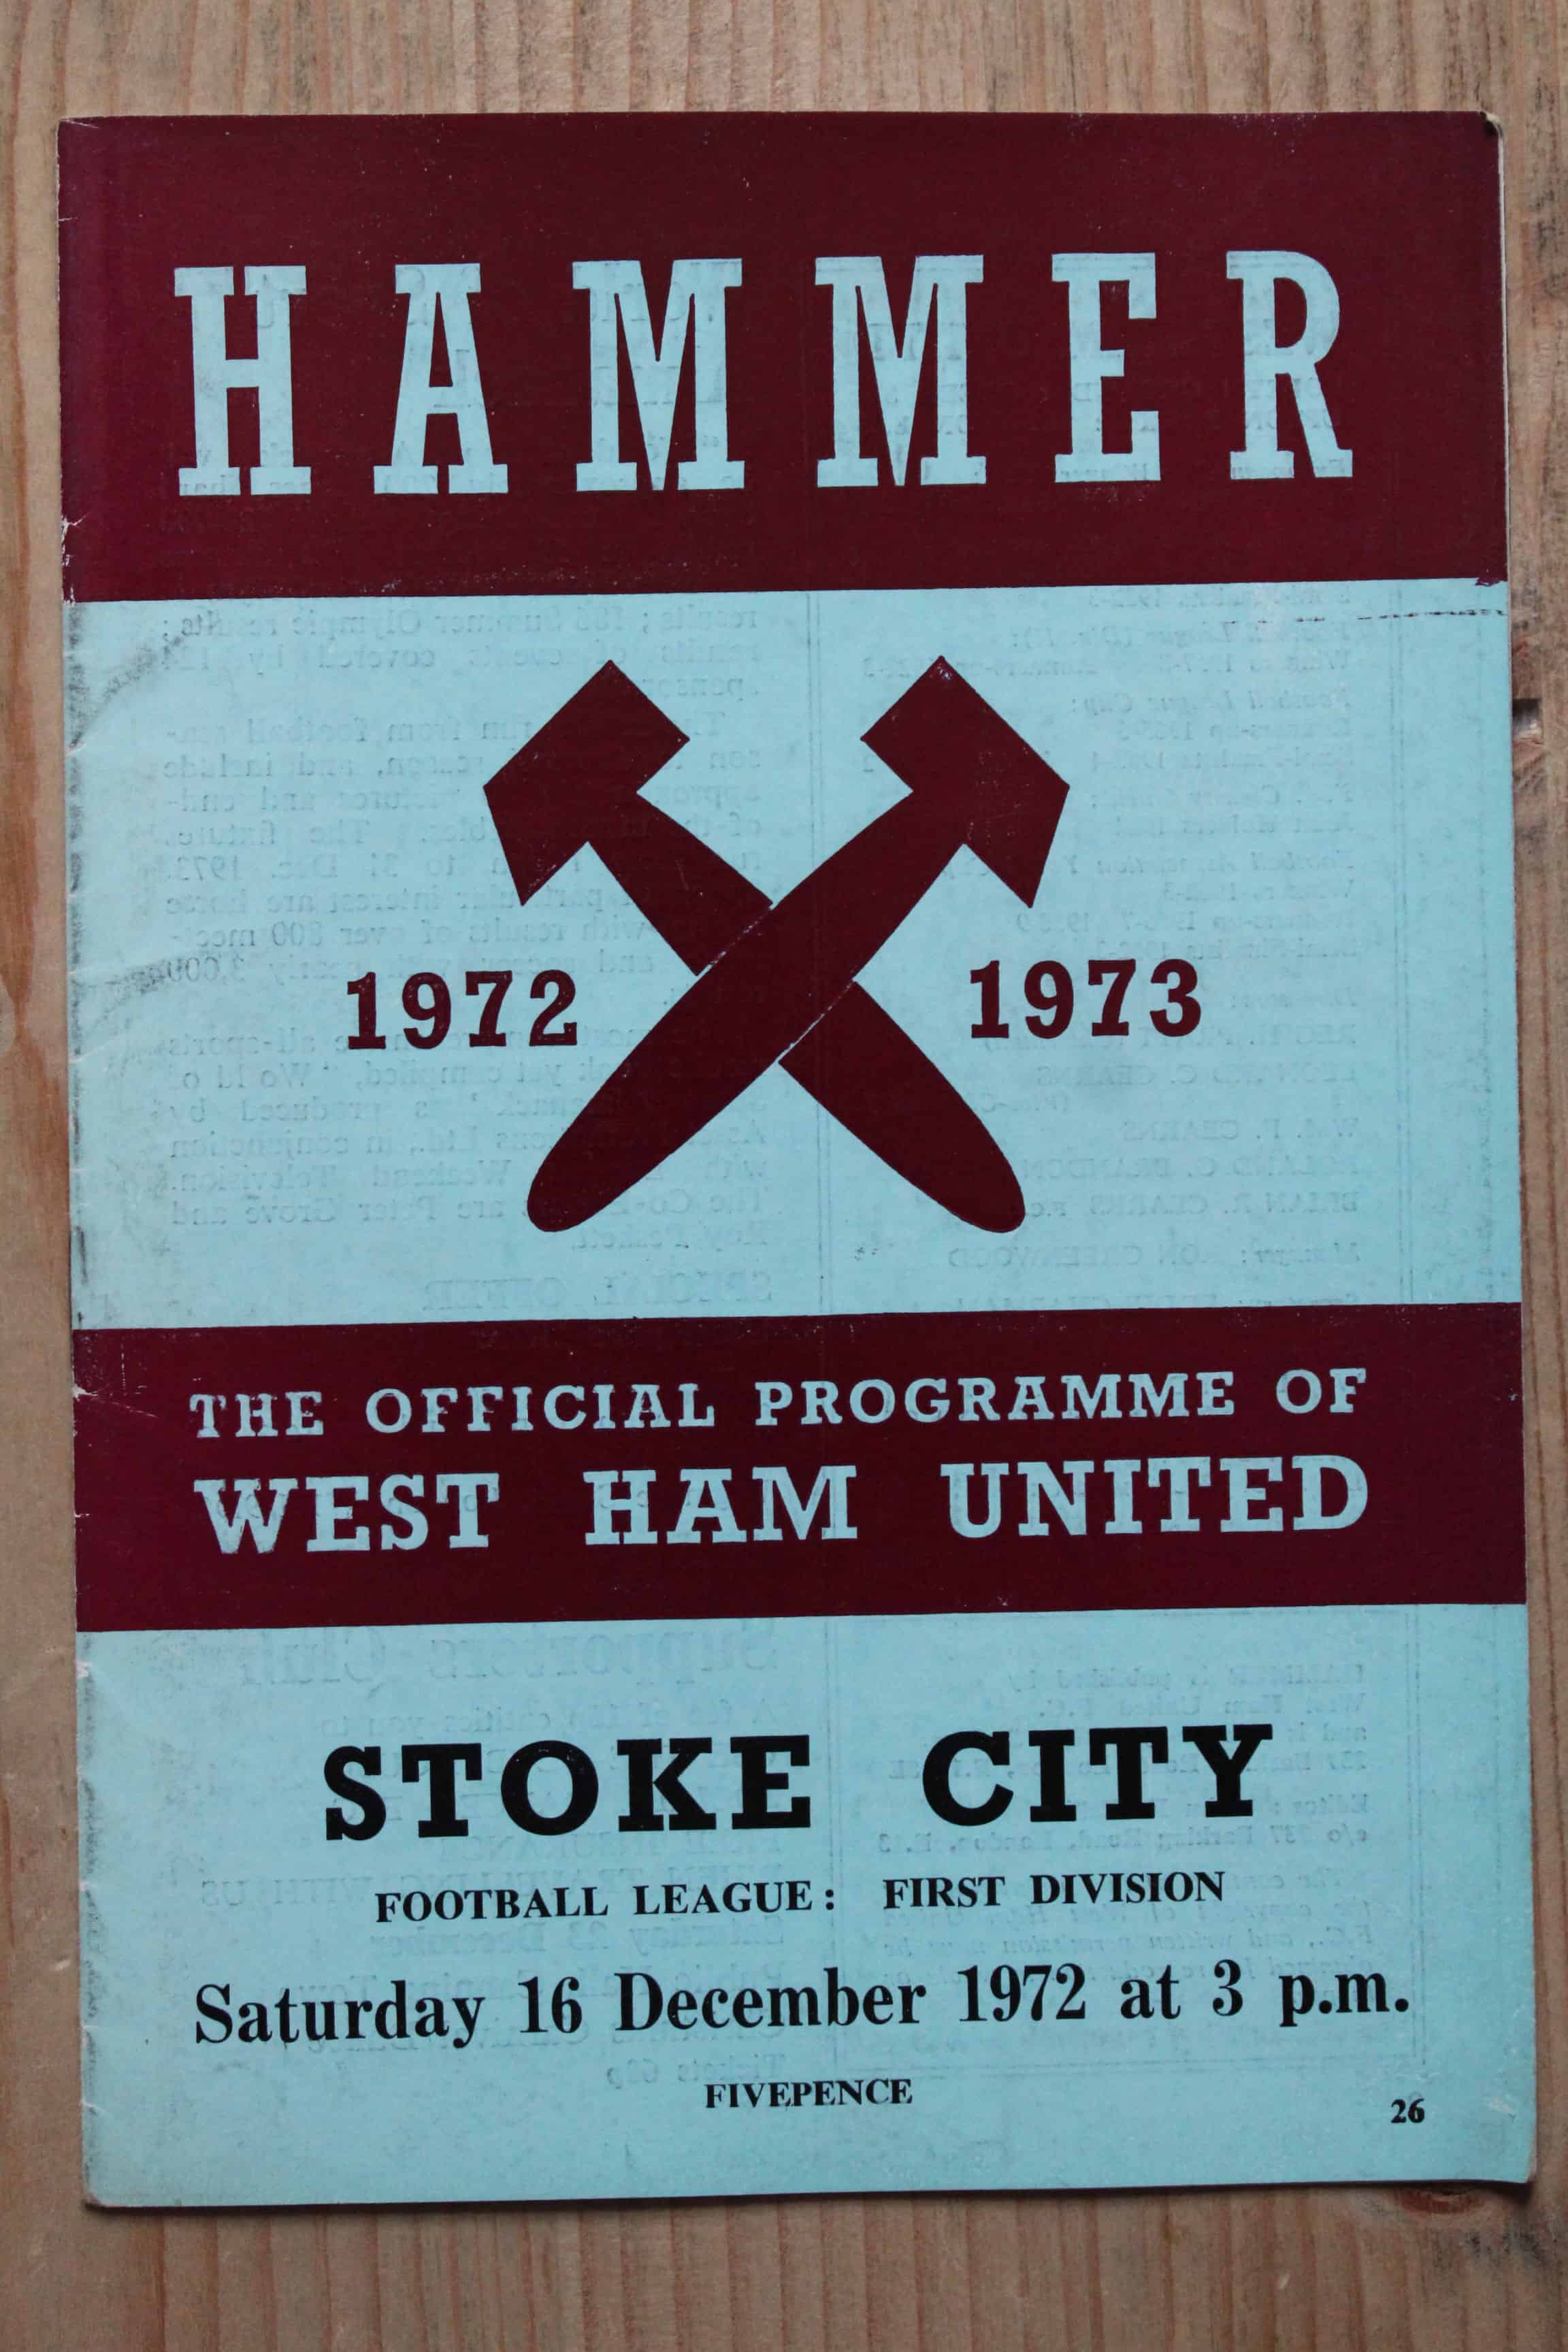 HAMMER
1972 1973
THE OFFICIAL PROGRAMME OF
WEST HAM UNITED
STOKE CITY
FOOTBALL LEAGUE: FIRST DIVISION
Saturday 16 December 1972 at 3 p.m.
FIVEPENCE
26